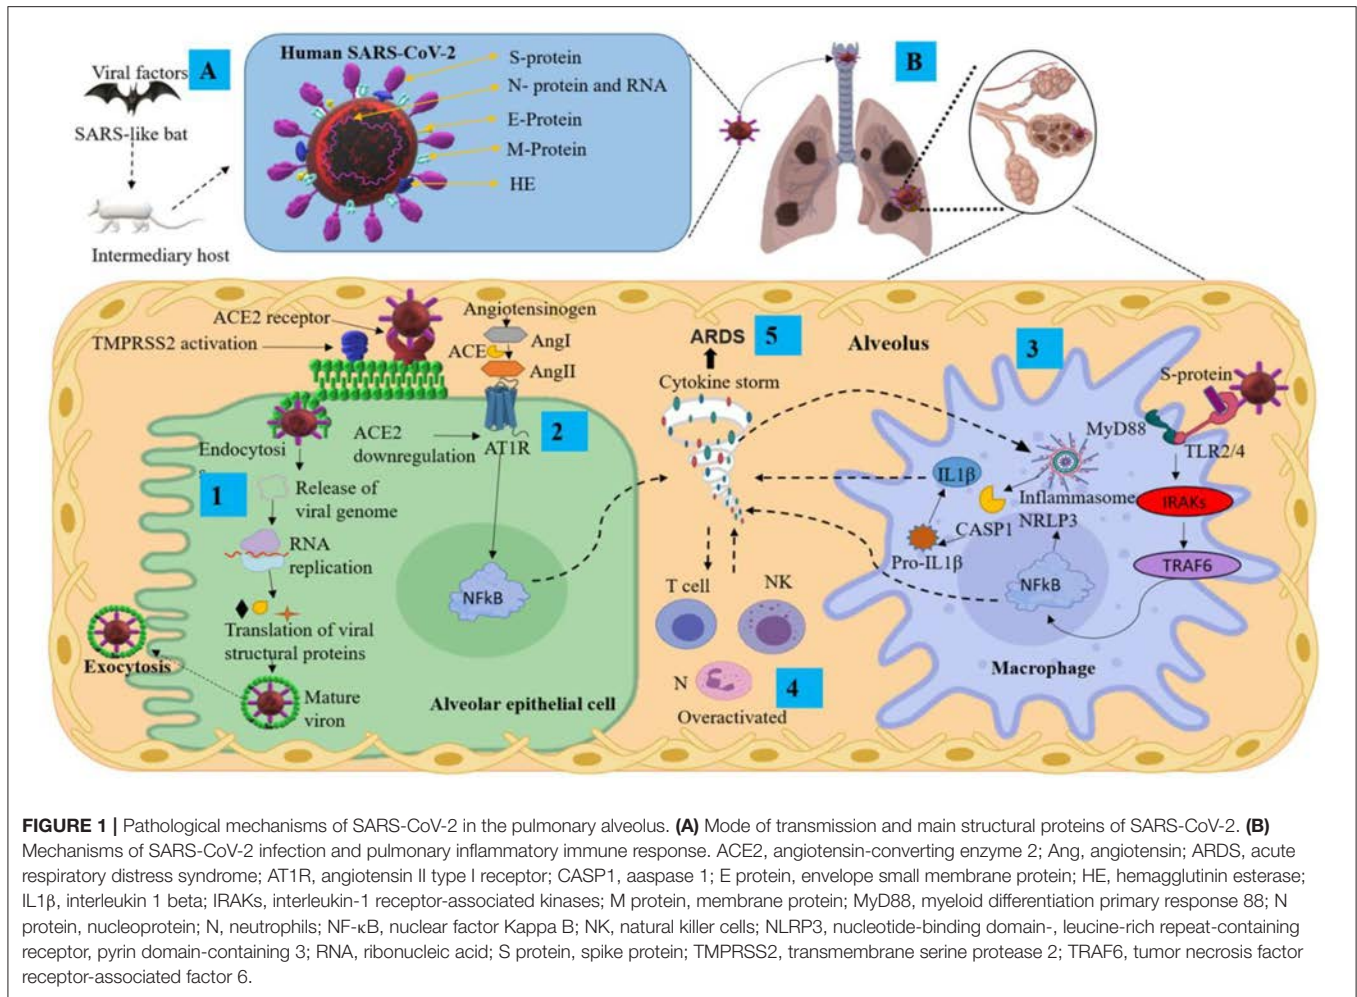 Viral factors
A
SARS-like bat
Intermediary host
Human SARS-CoV-2
S-protein
N- protein and RNA
E-Protein
M-Protein
HE
B
ACE2 receptor
TMPRSS2 activation
Angiotensinogen
AngI
ACE
AngII
ACE2
downregulation
AT1R
2
Endocytosi
s
1
Release of
viral genome
RNA
replication
Translation of viral
structural proteins
Mature
viron
Exocytosis
NFkB
Alveolar epithelial cell
ARDS
5
Cytokine storm
T cell
NK
N
4
Overactivated
Alveolus
3
S-protein
MyD88
TLR2/4
IL1β
Inflammasome
NRLP3
CASP1
Pro-IL1β
IRAKs
TRAF6
NFkB
Macrophage
FIGURE 1 | Pathological mechanisms of SARS-CoV-2 in the pulmonary alveolus. (A) Mode of transmission and main structural proteins of SARS-CoV-2. (B)
Mechanisms of SARS-CoV-2 infection and pulmonary inflammatory immune response. ACE2, angiotensin-converting enzyme 2; Ang, angiotensin; ARDS, acute
respiratory distress syndrome; AT1R, angiotensin II type I receptor; CASP1, aaspase 1; E protein, envelope small membrane protein; HE, hemagglutinin esterase;
IL1β, interleukin 1 beta; IRAKs, interleukin-1 receptor-associated kinases; M protein, membrane protein; MyD88, myeloid differentiation primary response 88; N
protein, nucleoprotein; N, neutrophils; NF-κB, nuclear factor Kappa B; NK, natural killer cells; NLRP3, nucleotide-binding domain-, leucine-rich repeat-containing
receptor, pyrin domain-containing 3; RNA, ribonucleic acid; S protein, spike protein; TMPRSS2, transmembrane serine protease 2; TRAF6, tumor necrosis factor
receptor-associated factor 6.